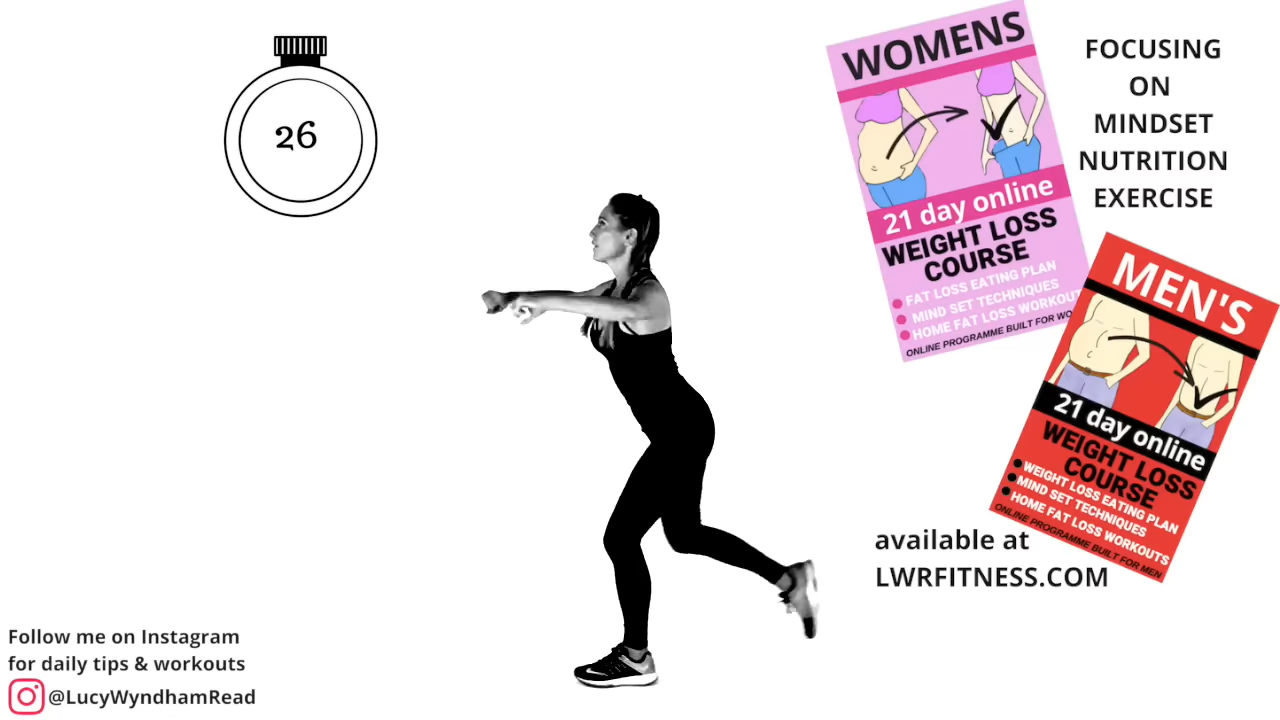 26
WOMENS
21 day online
WEIGHT LOSS
COURSE
FAT LOSS EATING PLAN
MIND SET TECHNIQUES
HOME FAT LOSS
ONLINE PROGRAMME BUILT FOR
FOCUSING
ON
MINDSET
NUTRITION
EXERCISE
MEN'S
21 day online
WEIGHT LOSS
COURSE
WEIGHT LOSS EATING PLAN
MIND SET TECHNIQUES
HOME FAT LOSS WORKOUTS
ONLINE PROGRAMME BUILT FOR MEN
available at
LWRFITNESS.COM
Follow me on Instagram
for daily tips & workouts
@LucyWyndhamRead